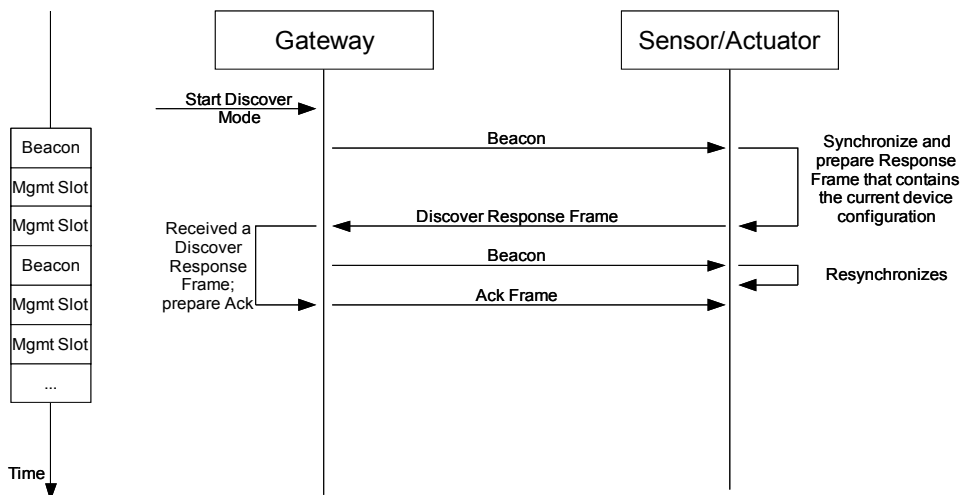 Gateway
Sensor/Actuator
Start Discover
Mode
Beacon
Synchronize and
prepare Response
Frame that contains
the current device
configuration
Discover Response Frame
Received a
Discover
Response
Frame;
prepare Ack
Beacon
Resynchronizes
Ack Frame
Beacon
Mgmt Slot
Mgmt Slot
Beacon
Mgmt Slot
Mgmt Slot
...
Time